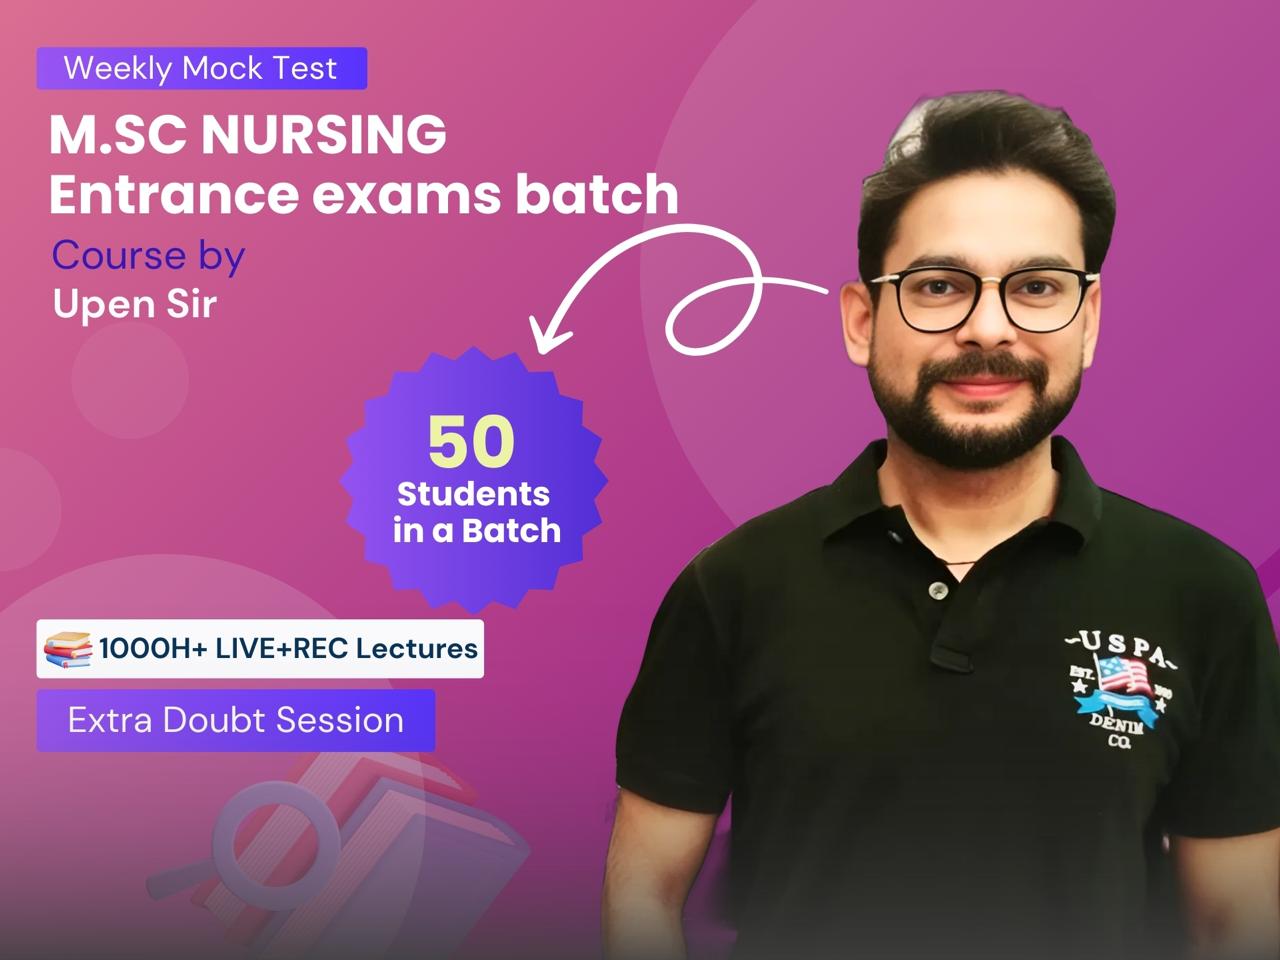 Weekly Mock Test
M.SC NURSING
Entrance exams batch
Course by
Upen Sir
50
Students
in a Batch
1000H+ LIVE+REC Lectures
Extra Doubt Session
~USPA~
EST.
DENIM
CO.